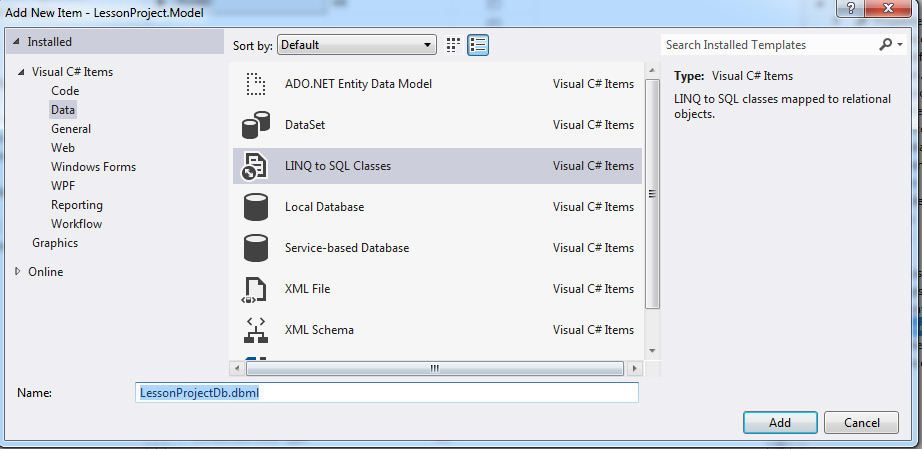 Add New Item - LessonProject.Model
Installed
Sort by: Default
Search Installed Templates
Visual C# Items
Code
Data
General
Web
Windows Forms
WPF
Reporting
Workflow
Graphics
Online
ADO.NET Entity Data Model Visual C# Items
DataSet Visual C# Items
LINQ to SQL Classes Visual C# Items
Local Database Visual C# Items
Service-based Database Visual C# Items
XML File Visual C# Items
XML Schema Visual C# Items
Type: Visual C# Items
LINQ to SQL classes mapped to relational
objects.
Name: LessonProjectDb.dbml
Add Cancel